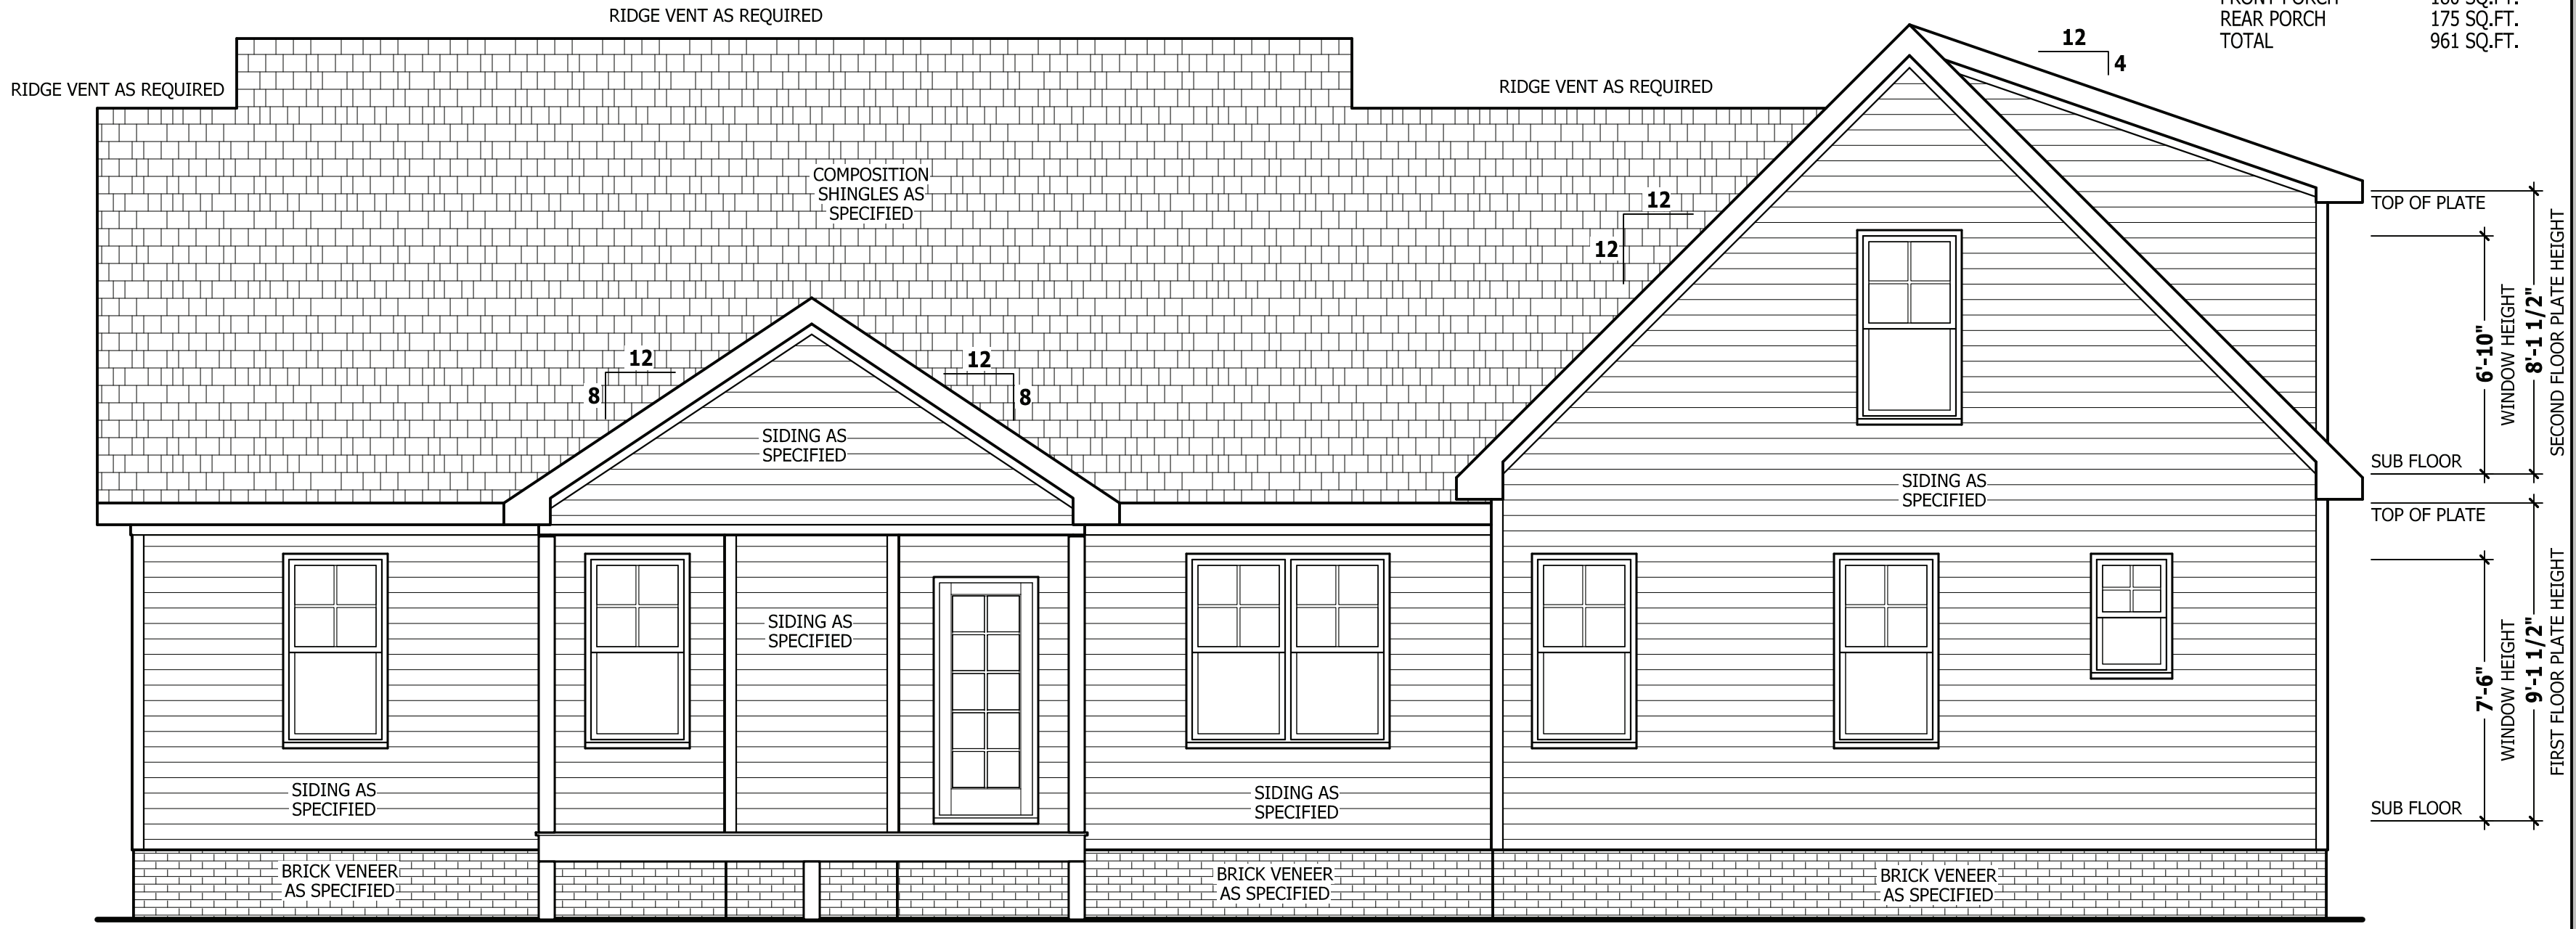 RIDGE VENT AS REQUIRED
REAR PORCH 175 SQ.FT.
TOTAL 961 SQ.FT.
12
4
RIDGE VENT AS REQUIRED
RIDGE VENT AS REQUIRED
COMPOSITION
SHINGLES AS
SPECIFIED
12
12
TOP OF PLATE
12
8
12
8
SIDING AS
SPECIFIED
6'-10"
WINDOW HEIGHT
8'-1 1/2"
SECOND FLOOR PLATE HEIGHT
SUB FLOOR
SIDING AS
SPECIFIED
TOP OF PLATE
SIDING AS
SPECIFIED
7'-6"
WINDOW HEIGHT
9'-1 1/2"
FIRST FLOOR PLATE HEIGHT
SIDING AS
SPECIFIED
SIDING AS
SPECIFIED
SUB FLOOR
BRICK VENEER
AS SPECIFIED
BRICK VENEER
AS SPECIFIED
BRICK VENEER
AS SPECIFIED